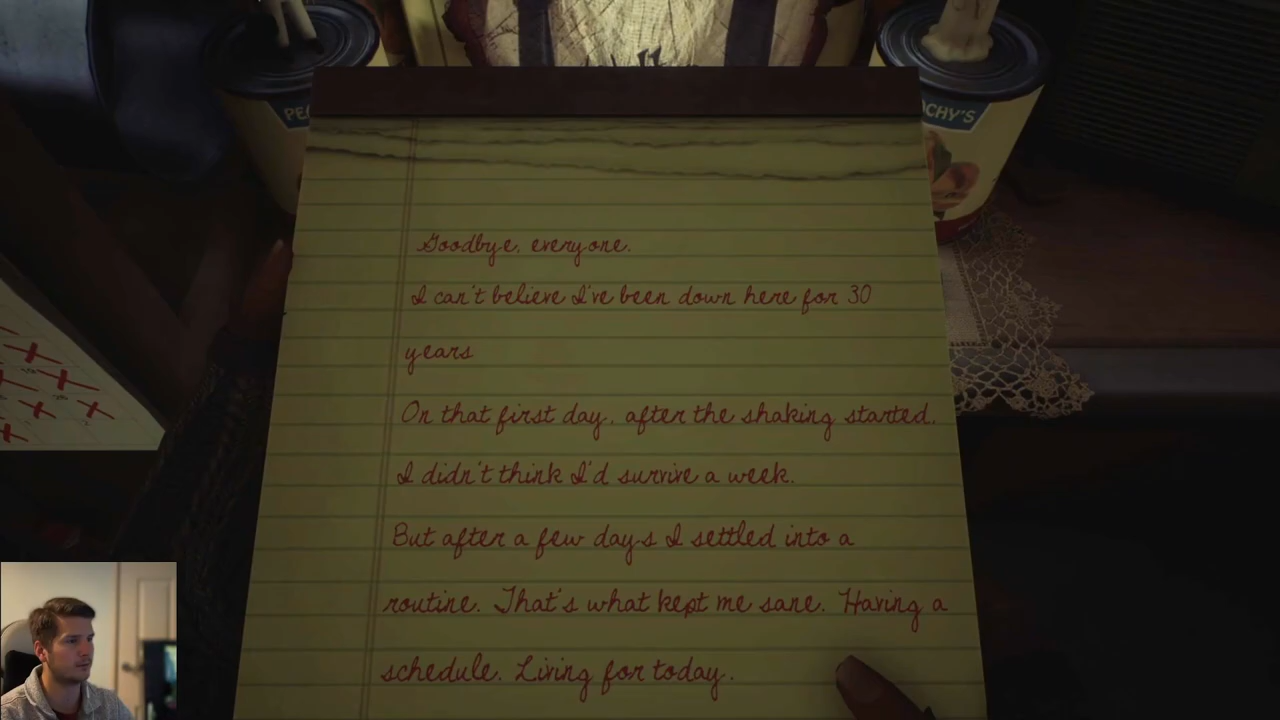 PEA
OCHY'S
Goodbye, everyone.
I can't believe I've been down here for 30
years
On that first day, after the shaking started,
I didn't think I'd survive a week.
But after a few days I settled into a
routine. That's what kept me sane. Having a
schedule. Living for today.